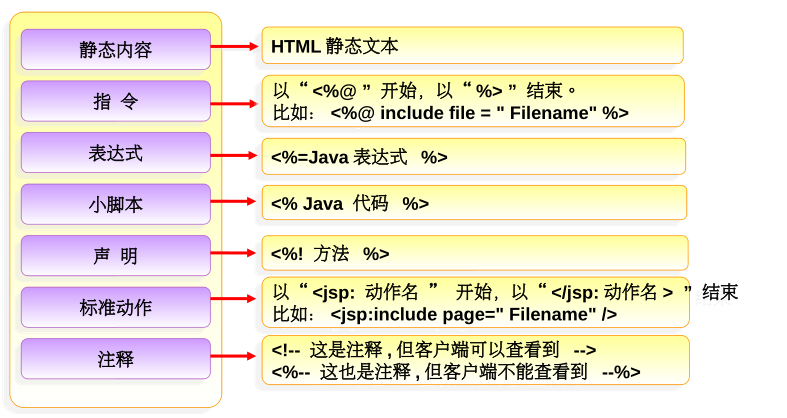 静态内容
HTML 静态文本
指 令
以“ <%@ ” 开始，以“ %> ” 结束。
比如： <%@ include file = " Filename" %>
表达式
<%=Java 表达式 %>
小脚本
<% Java 代码 %>
声 明
<%! 方法 %>
标准动作
以“ <jsp: 动作名 ” 开始，以“ </jsp: 动作名 > ” 结束
比如： <jsp:include page=" Filename" />
注释
<!-- 这是注释 , 但客户端可以查看到 -->
<%-- 这也是注释 , 但客户端不能查看到 --%>